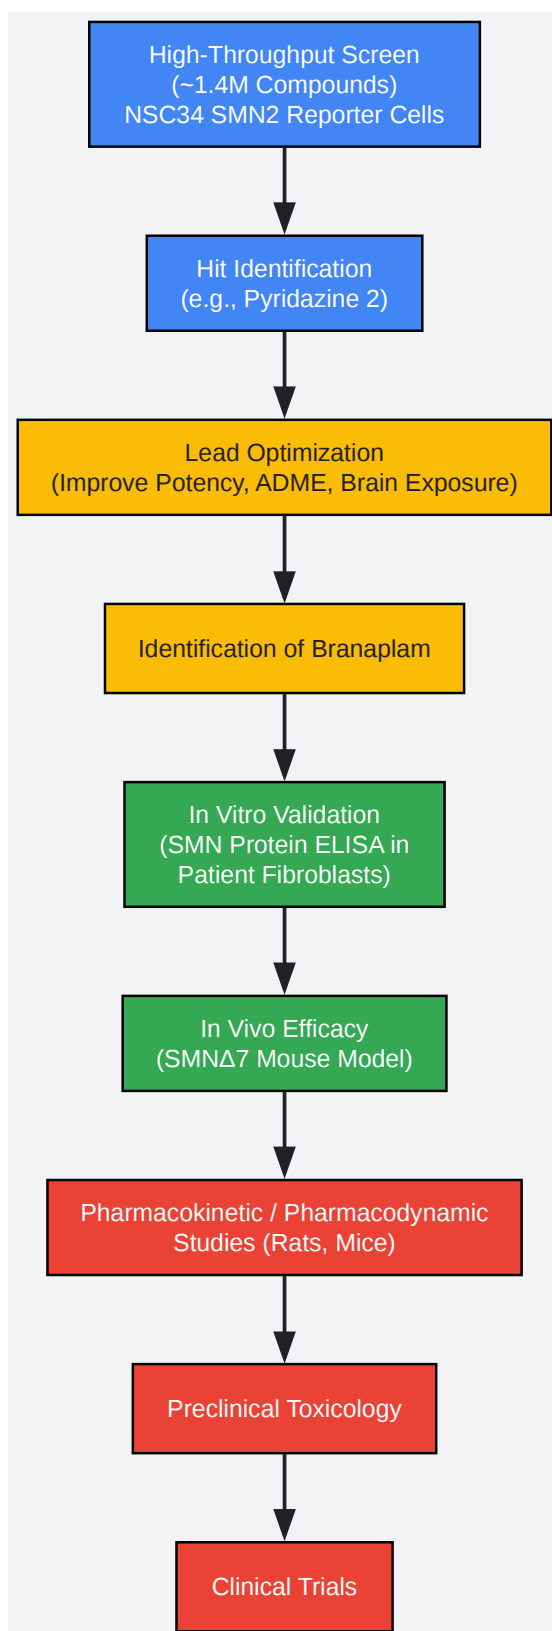 High-Throughput Screen
(~1.4M Compounds)
NSC34 SMN2 Reporter Cells
Hit Identification
(e.g., Pyridazine 2)
Lead Optimization
(Improve Potency, ADME, Brain Exposure)
Identification of Branaplam
In Vitro Validation
(SMN Protein ELISA in
Patient Fibroblasts)
In Vivo Efficacy
(SMNΔ7 Mouse Model)
Pharmacokinetic / Pharmacodynamic
Studies (Rats, Mice)
Preclinical Toxicology
Clinical Trials